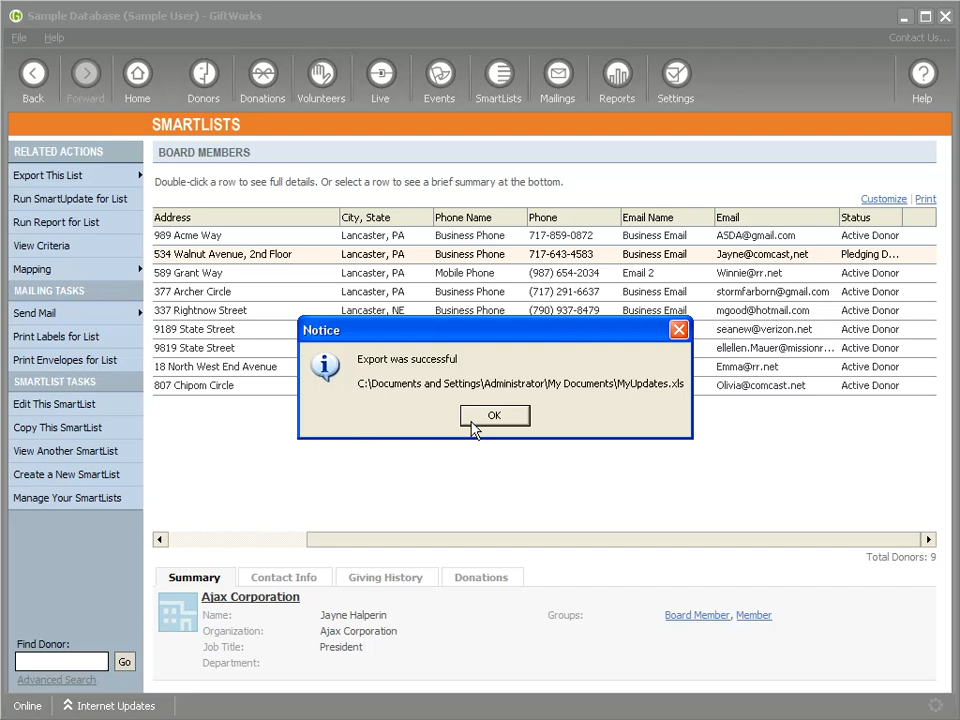 Sample Database (Sample User) - GiftWorks
File Help Contact Us...
Back Forward Home Donors Donations Volunteers Live Events SmartLists Mailings Reports Settings Help
SMARTLISTS
RELATED ACTIONS
Export This List
Run SmartUpdate for List
Run Report for List
View Criteria
Mapping
MAILING TASKS
Send Mail
Print Labels for List
Print Envelopes for List
SMARTLIST TASKS
Edit This SmartList
Copy This SmartList
View Another SmartList
Create a New SmartList
Manage Your SmartLists
Find Donor:
Go
Advanced Search
BOARD MEMBERS
Double-click a row to see full details. Or select a row to see a brief summary at the bottom.
Customize | Print
Address City, State Phone Name Phone Email Name Email Status
989 Acme Way Lancaster, PA Business Phone 717-859-0872 Business Email ASDA@gmail.com Active Donor
534 Walnut Avenue, 2nd Floor Lancaster, PA Business Phone 717-643-4583 Business Email Jayne@comcast,net Pledging D...
589 Grant Way Lancaster, PA Mobile Phone (987) 654-2034 Email 2 Winnie@rr.net Active Donor
377 Archer Circle Lancaster, PA Business Phone (717) 291-6637 Business Email stormfarborn@gmail.com Active Donor
337 Rightnow Street Lancaster, NE Business Phone (790) 937-8479 Business Email mgood@hotmail.com Active Donor
9189 State Street seanew@verizon.net Active Donor
9819 State Street ellellen.Mauer@missionr... Active Donor
18 North West End Avenue Emma@rr.net Active Donor
807 Chipom Circle Olivia@comcast.net Active Donor
Notice
Export was successful
C:\Documents and Settings\Administrator\My Documents\MyUpdates.xls
OK
Total Donors: 9
Summary Contact Info Giving History Donations
Ajax Corporation
Name: Jayne Halperin Groups: Board Member, Member
Organization: Ajax Corporation
Job Title: President
Department:
Online Internet Updates